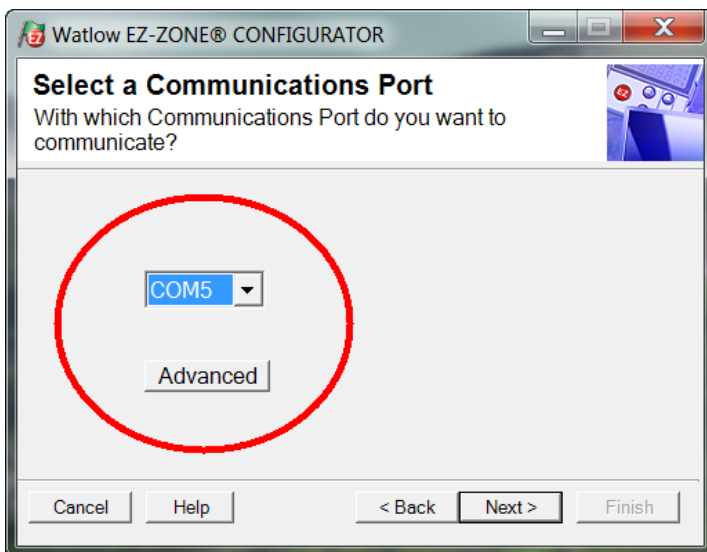 Watlow EZ-ZONE® CONFIGURATOR
Select a Communications Port
With which Communications Port do you want to
communicate?
COM5
Advanced
Cancel
Help
< Back
Next >
Finish